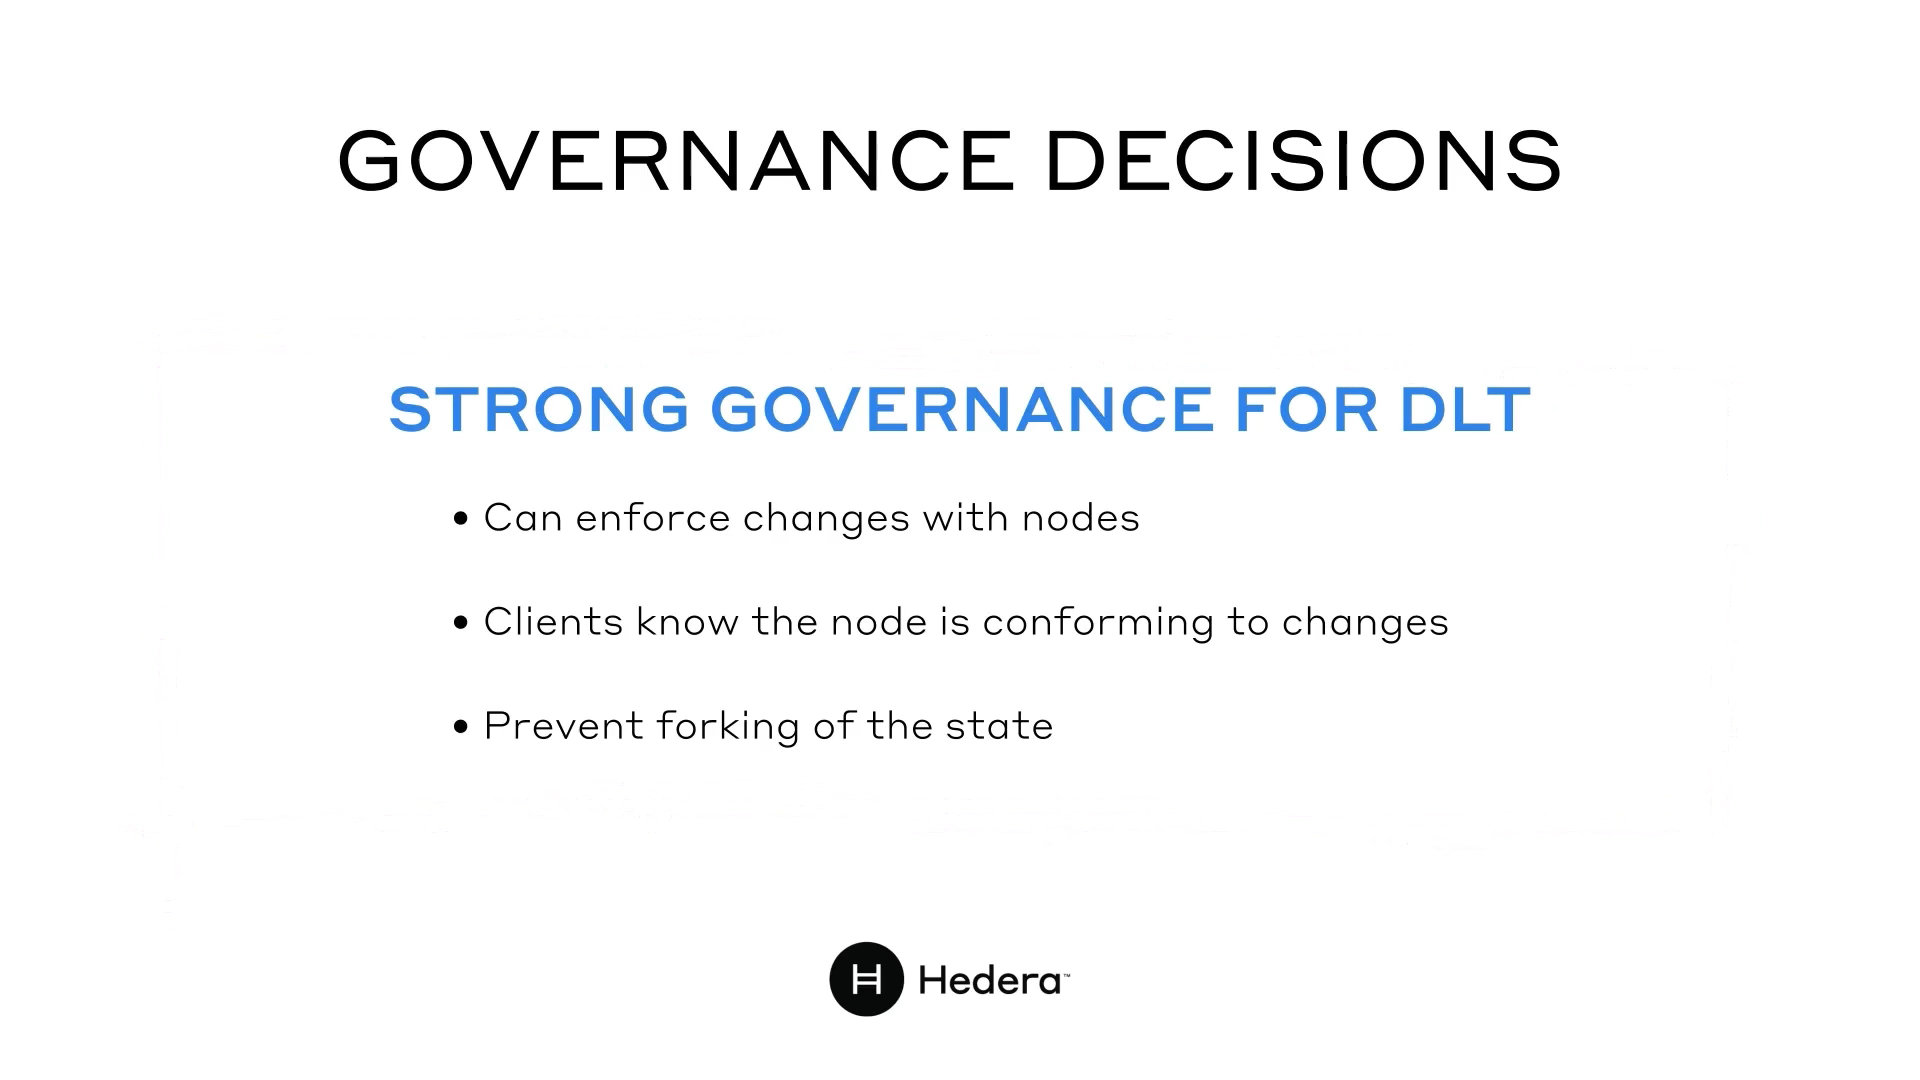 GOVERNANCE DECISIONS
STRONG GOVERNANCE FOR DLT
• Can enforce changes with nodes
• Clients know the node is conforming to changes
• Prevent forking of the state
H Hedera™